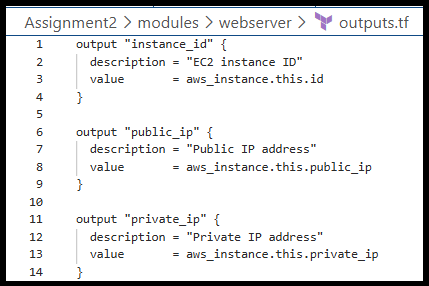 Assignment2 > modules > webserver > outputs.tf
1 output "instance_id" {
2   description = "EC2 instance ID"
3   value       = aws_instance.this.id
4 }
5
6 output "public_ip" {
7   description = "Public IP address"
8   value       = aws_instance.this.public_ip
9 }
10
11 output "private_ip" {
12   description = "Private IP address"
13   value       = aws_instance.this.private_ip
14 }